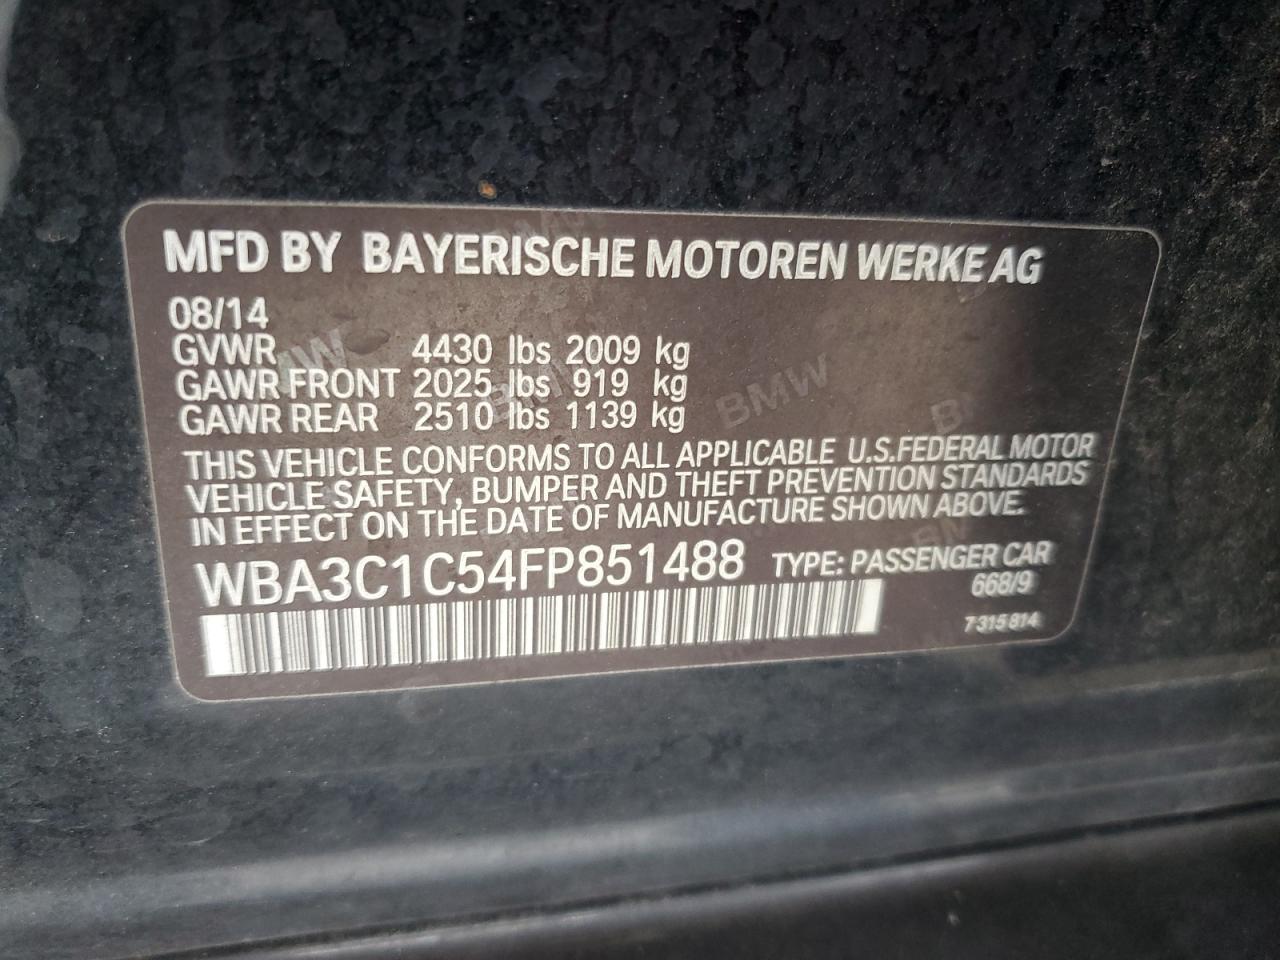 MFD BY BAYERISCHE MOTOREN WERKE AG
08/14
GVWR 4430 lbs 2009 kg
GAWR FRONT 2025 lbs 919 kg
GAWR REAR 2510 lbs 1139 kg
THIS VEHICLE CONFORMS TO ALL APPLICABLE U.S.FEDERAL MOTOR
VEHICLE SAFETY, BUMPER AND THEFT PREVENTION STANDARDS
IN EFFECT ON THE DATE OF MANUFACTURE SHOWN ABOVE.
WBA3C1C54FP851488 TYPE: PASSENGER CAR
668/9
7 315 814
BMW